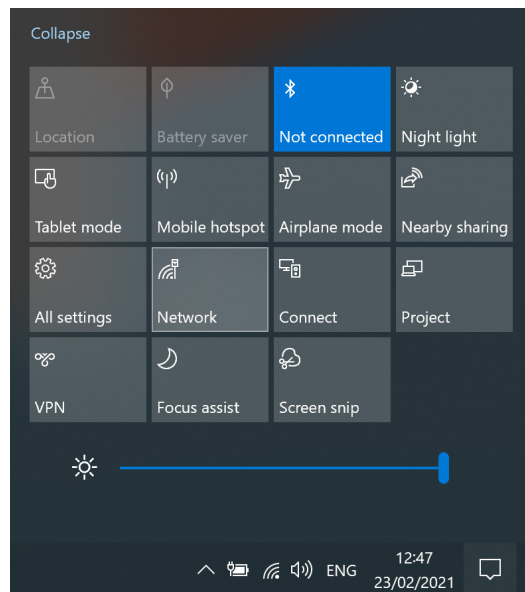 Collapse
Location
Battery saver
Not connected
Night light
Tablet mode
Mobile hotspot
Airplane mode
Nearby sharing
All settings
Network
Connect
Project
VPN
Focus assist
Screen snip
ENG
12:47
23/02/2021